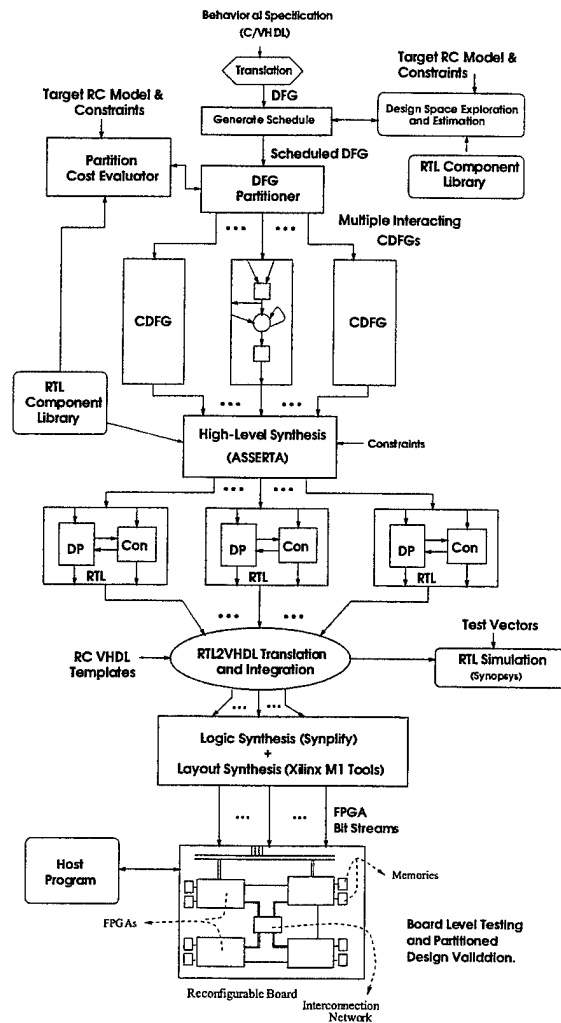 Behavioral Specification
(C/VHDL)
Translation
DFG
Target RC Model &
Constraints
Generate Schedule
Design Space Exploration
and Estimation
Target RC Model &
Constraints
Scheduled DFG
RTL Component
Library
Partition
Cost Evaluator
DFG
Partitioner
Multiple Interacting
CDFGs
CDFG
CDFG
RTL
Component
Library
High-Level Synthesis
(ASSERTA)
Constraints
DP
Con
RTL
DP
Con
RTL
DP
Con
RTL
Test Vectors
RC VHDL
Templates
RTL2VHDL Translation
and Integration
RTL Simulation
(Synopsys)
Logic Synthesis (Synplify)
+
Layout Synthesis (Xilinx M1 Tools)
FPGA
Bit Streams
Host
Program
Memories
FPGAs
Board Level Testing
and Partitioned
Design Validation.
Reconfigurable Board
Interconnection
Network